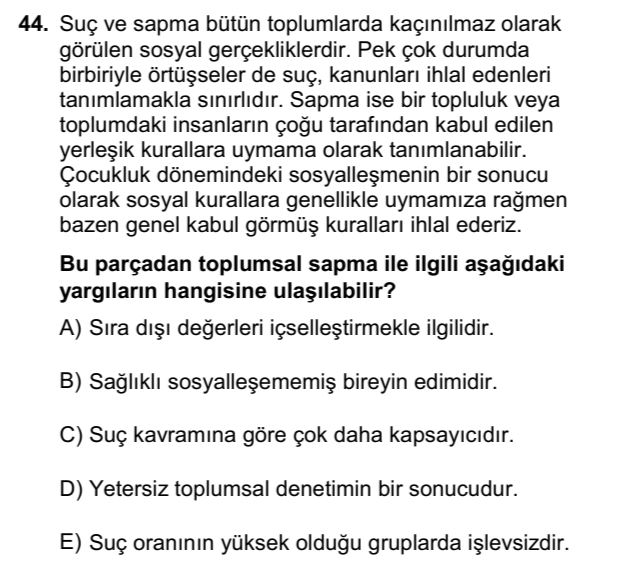 44. Suç ve sapma bütün toplumlarda kaçınılmaz olarak
görülen sosyal gerçekliklerdir. Pek çok durumda
birbiriyle örtüşseler de suç, kanunları ihlal edenleri
tanımlamakla sınırlıdır. Sapma ise bir topluluk veya
toplumdaki insanların çoğu tarafından kabul edilen
yerleşik kurallara uymama olarak tanımlanabilir.
Çocukluk dönemindeki sosyalleşmenin bir sonucu
olarak sosyal kurallara genellikle uymamıza rağmen
bazen genel kabul görmüş kuralları ihlal ederiz.
Bu parçadan toplumsal sapma ile ilgili aşağıdaki
yargıların hangisine ulaşılabilir?
A) Sıra dışı değerleri içselleştirmekle ilgilidir.
B) Sağlıklı sosyalleşememiş bireyin edimidir.
C) Suç kavramına göre çok daha kapsayıcıdır.
D) Yetersiz toplumsal denetimin bir sonucudur.
E) Suç oranının yüksek olduğu gruplarda işlevsizdir.